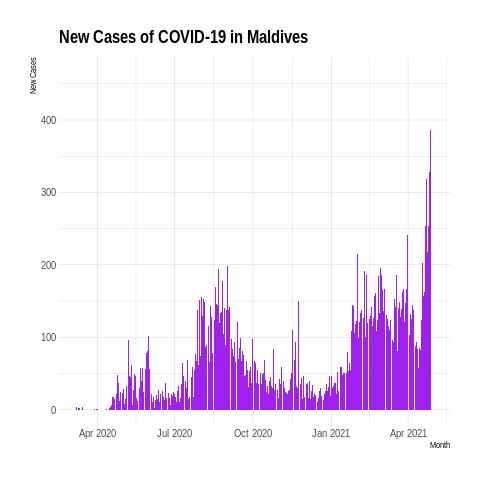 New Cases of COVID-19 in Maldives
New Cases
400
300
200
100
0
Apr 2020 Jul 2020 Oct 2020 Jan 2021 Apr 2021
Month